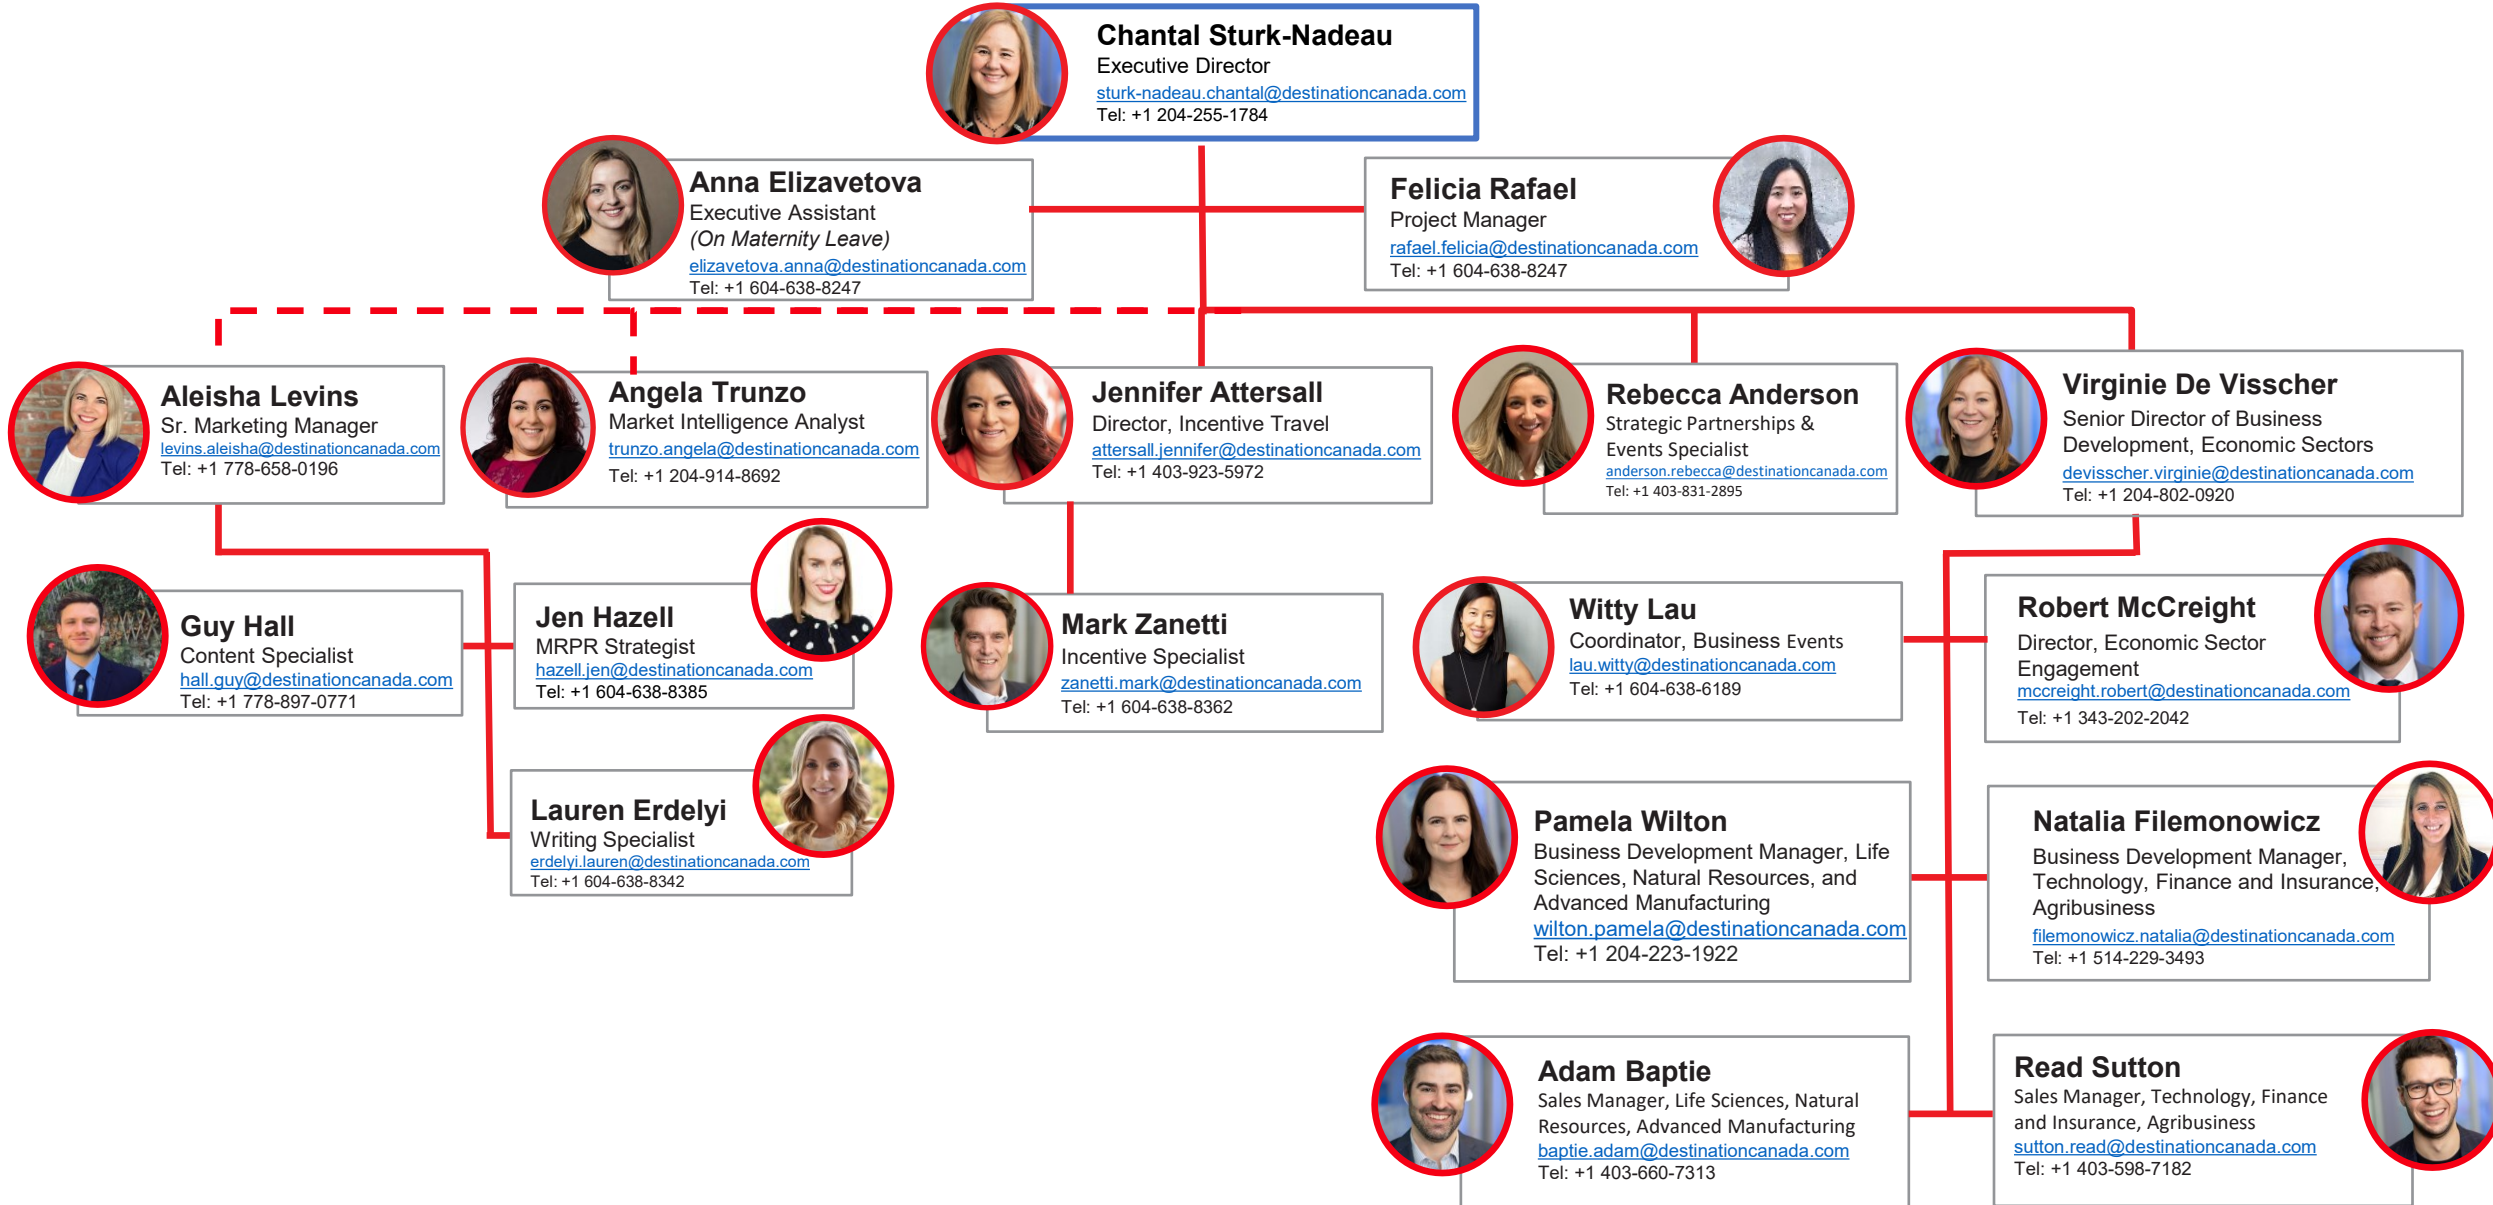 Chantal Sturk-Nadeau
Executive Director
sturk-nadeau.chantal@destinationcanada.com
Tel: +1 204-255-1784
Anna Elizavetova
Executive Assistant
(On Maternity Leave)
elizavetova.anna@destinationcanada.com
Tel: +1 604-638-8247
Felicia Rafael
Project Manager
rafael.felicia@destinationcanada.com
Tel: +1 604-638-8247
Aleisha Levins
Sr. Marketing Manager
levins.aleisha@destinationcanada.com
Tel: +1 778-658-0196
Angela Trunzo
Market Intelligence Analyst
trunzo.angela@destinationcanada.com
Tel: +1 204-914-8692
Jennifer Attersall
Director, Incentive Travel
attersall.jennifer@destinationcanada.com
Tel: +1 403-923-5972
Rebecca Anderson
Strategic Partnerships &
Events Specialist
anderson.rebecca@destinationcanada.com
Tel: +1 403-831-2895
Virginie De Visscher
Senior Director of Business
Development, Economic Sectors
devisscher.virginie@destinationcanada.com
Tel: +1 204-802-0920
Guy Hall
Content Specialist
hall.guy@destinationcanada.com
Tel: +1 778-897-0771
Jen Hazell
MRPR Strategist
hazell.jen@destinationcanada.com
Tel: +1 604-638-8385
Mark Zanetti
Incentive Specialist
zanetti.mark@destinationcanada.com
Tel: +1 604-638-8362
Witty Lau
Coordinator, Business Events
lau.witty@destinationcanada.com
Tel: +1 604-638-6189
Robert McCreight
Director, Economic Sector
Engagement
mccreight.robert@destinationcanada.com
Tel: +1 343-202-2042
Lauren Erdelyi
Writing Specialist
erdelyi.lauren@destinationcanada.com
Tel: +1 604-638-8342
Pamela Wilton
Business Development Manager, Life
Sciences, Natural Resources, and
Advanced Manufacturing
wilton.pamela@destinationcanada.com
Tel: +1 204-223-1922
Natalia Filemonowicz
Business Development Manager,
Technology, Finance and Insurance,
Agribusiness
filemonowicz.natalia@destinationcanada.com
Tel: +1 514-229-3493
Adam Baptie
Sales Manager, Life Sciences, Natural
Resources, Advanced Manufacturing
baptie.adam@destinationcanada.com
Tel: +1 403-660-7313
Read Sutton
Sales Manager, Technology, Finance
and Insurance, Agribusiness
sutton.read@destinationcanada.com
Tel: +1 403-598-7182